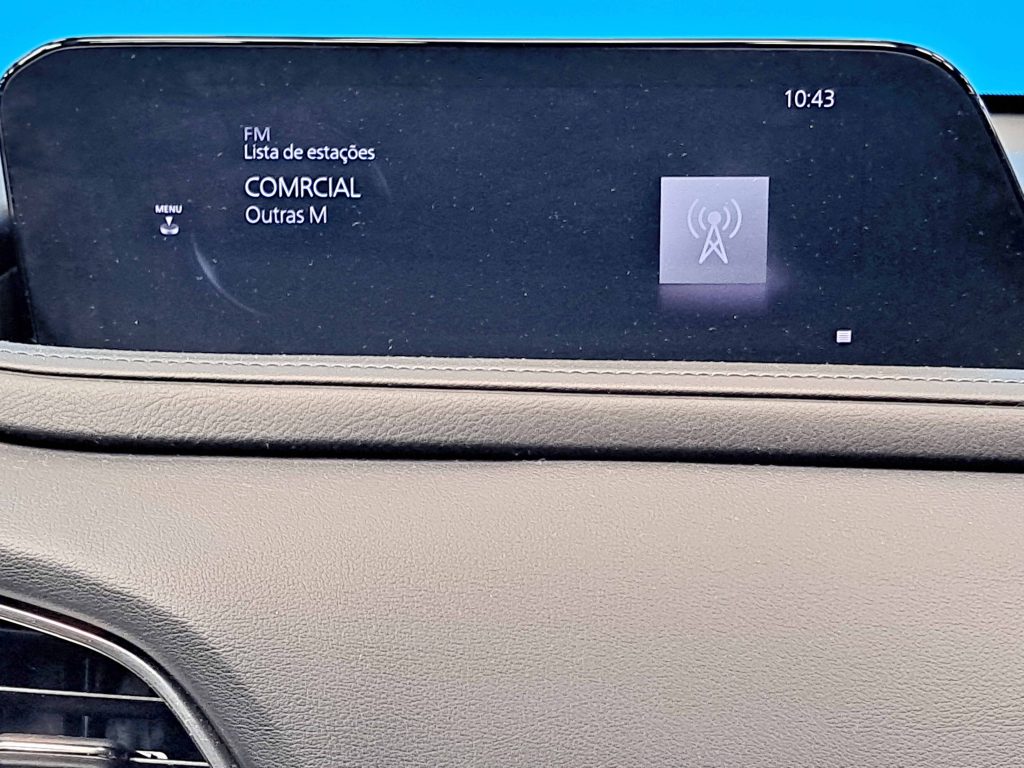 10:43
FM
Lista de estações
COMRCIAL
Outras M
MENU